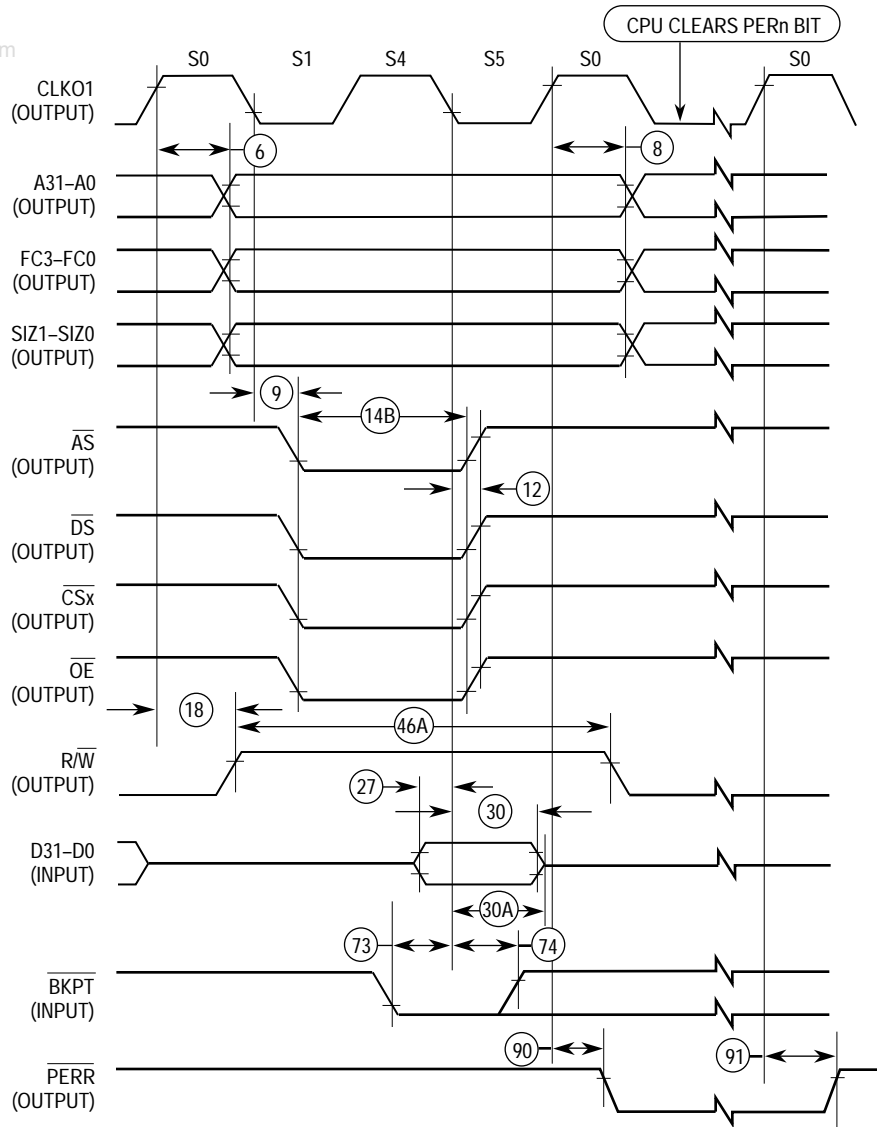 CPU CLEARS PERn BIT
m
S0 S1 S4 S5 S0 S0
CLKO1
(OUTPUT)
6 8
A31–A0
(OUTPUT)
FC3–FC0
(OUTPUT)
SIZ1–SIZ0
(OUTPUT)
9
14B
AS
(OUTPUT)
12
DS
(OUTPUT)
CSx
(OUTPUT)
OE
(OUTPUT)
18
46A
R/W
(OUTPUT)
27 30
D31–D0
(INPUT)
30A
73 74
BKPT
(INPUT)
90 91
PERR
(OUTPUT)